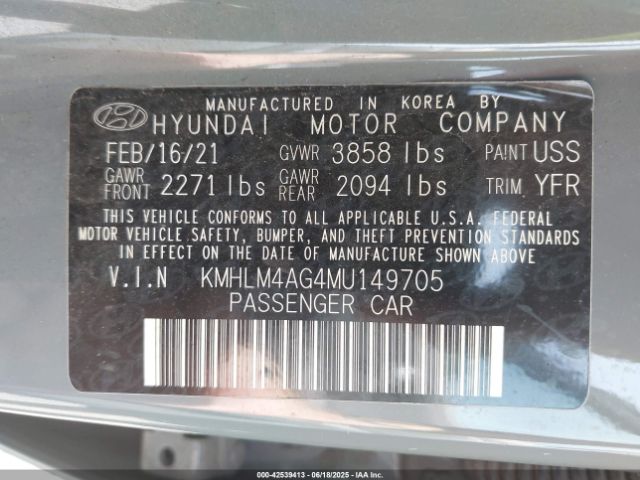 MANUFACTURED IN KOREA BY
HYUNDAI MOTOR COMPANY
FEB/16/21 GVWR 3858 lbs PAINT USS
GAWR FRONT 2271 lbs GAWR REAR 2094 lbs TRIM YFR
THIS VEHICLE CONFORMS TO ALL APPLICABLE U.S.A. FEDERAL
MOTOR VEHICLE SAFETY, BUMPER, AND THEFT PREVENTION STANDARDS
IN EFFECT ON THE DATE OF MANUFACTURE SHOWN ABOVE
V.I.N KMHLM4AG4MU149705
PASSENGER CAR
00-42539413 - 06/18/2025 - COPYRIGHT IAA, LLC.